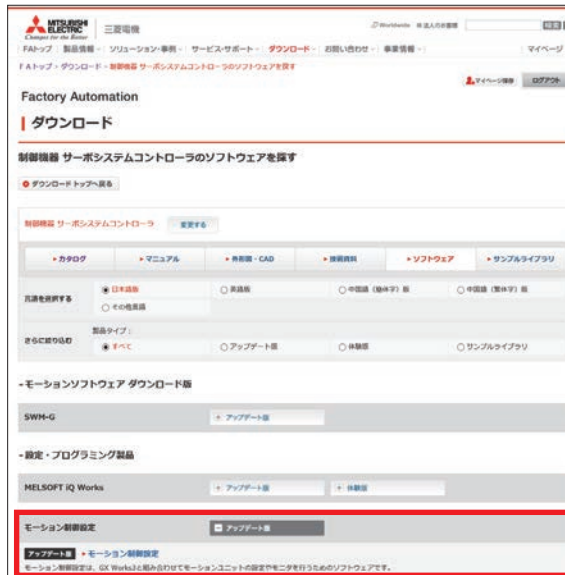 MITSUBISHI ELECTRIC
Changes for the Better
三菱電機
Worldwide
法人のお客様
検索
FAトップ 製品情報 ソリューション・事例 サービス・サポート ダウンロード お問い合わせ 事業情報 マイページ
FAトップ > ダウンロード > 制御機器 サーボシステムコントローラのソフトウェアを探す
マイページ情報 ログアウト
Factory Automation
ダウンロード
制御機器 サーボシステムコントローラのソフトウェアを探す
ダウンロード トップへ戻る
制御機器 サーボシステムコントローラ 変更する
カタログ マニュアル 外形図・CAD 技術資料 ソフトウェア サンプルライブラリ
言語を選択する 日本語版 英語版 中国語（簡体字）版 中国語（繁体字）版
その他言語
製品タイプ：
さらに絞り込む すべて アップデート版 体験版 サンプルライブラリ
-モーションソフトウェア ダウンロード版
SWM-G + アップデート版
-設定・プログラミング製品
MELSOFT iQ Works + アップデート版 + 体験版
モーション制御設定 アップデート版
アップデート版 モーション制御設定
モーション制御設定は、GX Works3と組み合わせてモーションユニットの設定やモニタを行うためのソフトウェアです。